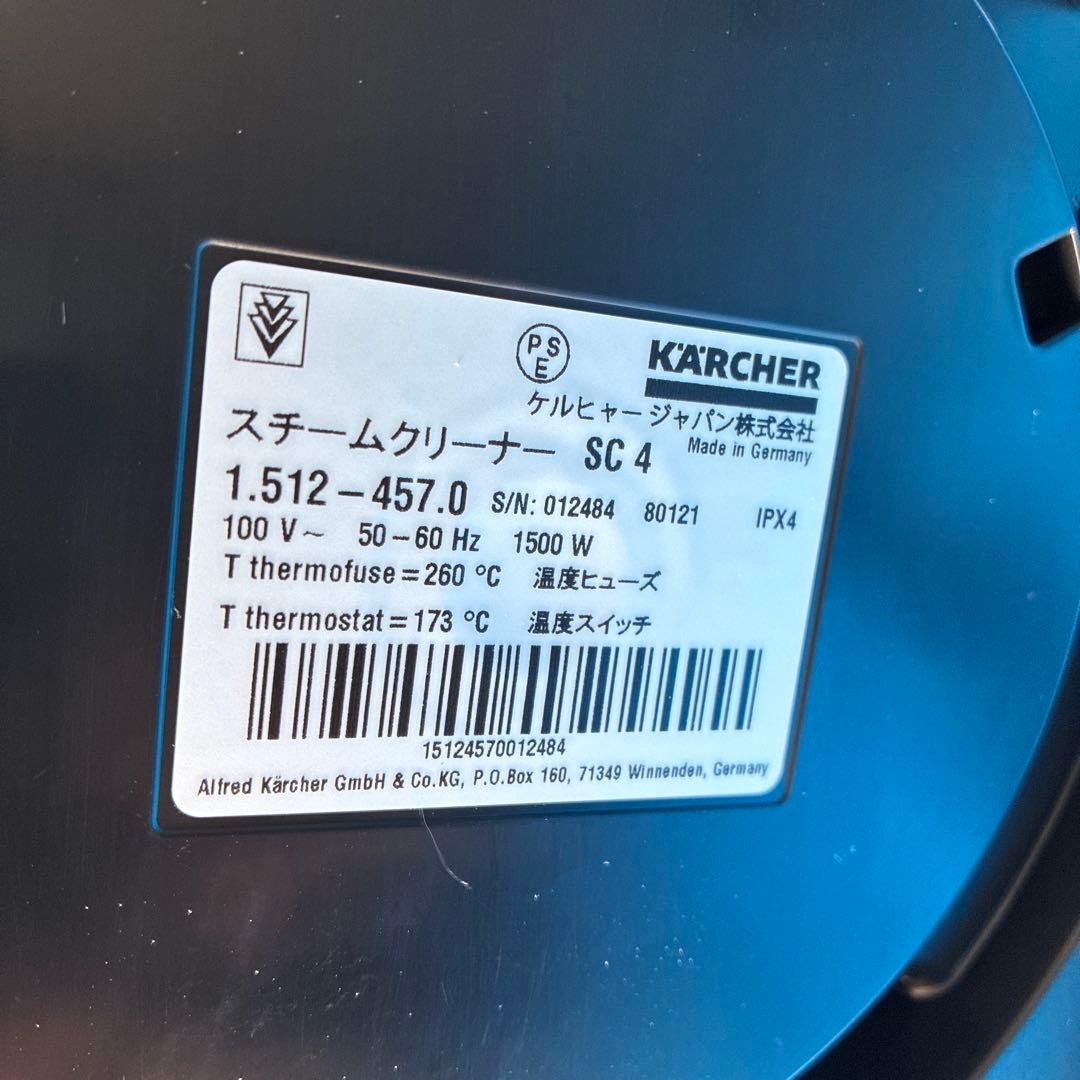 PSE
KÄRCHER
ケルヒャー ジャパン株式会社
Made in Germany
スチームクリーナー SC 4
1.512-457.0 S/N: 012484 80121 IPX4
100 V~ 50-60 Hz 1500 W
T thermofuse=260 °C 温度ヒューズ
T thermostat=173 °C 温度スイッチ
15124570012484
Alfred Kärcher GmbH & Co.KG, P.O.Box 160, 71349 Winnenden, Germany